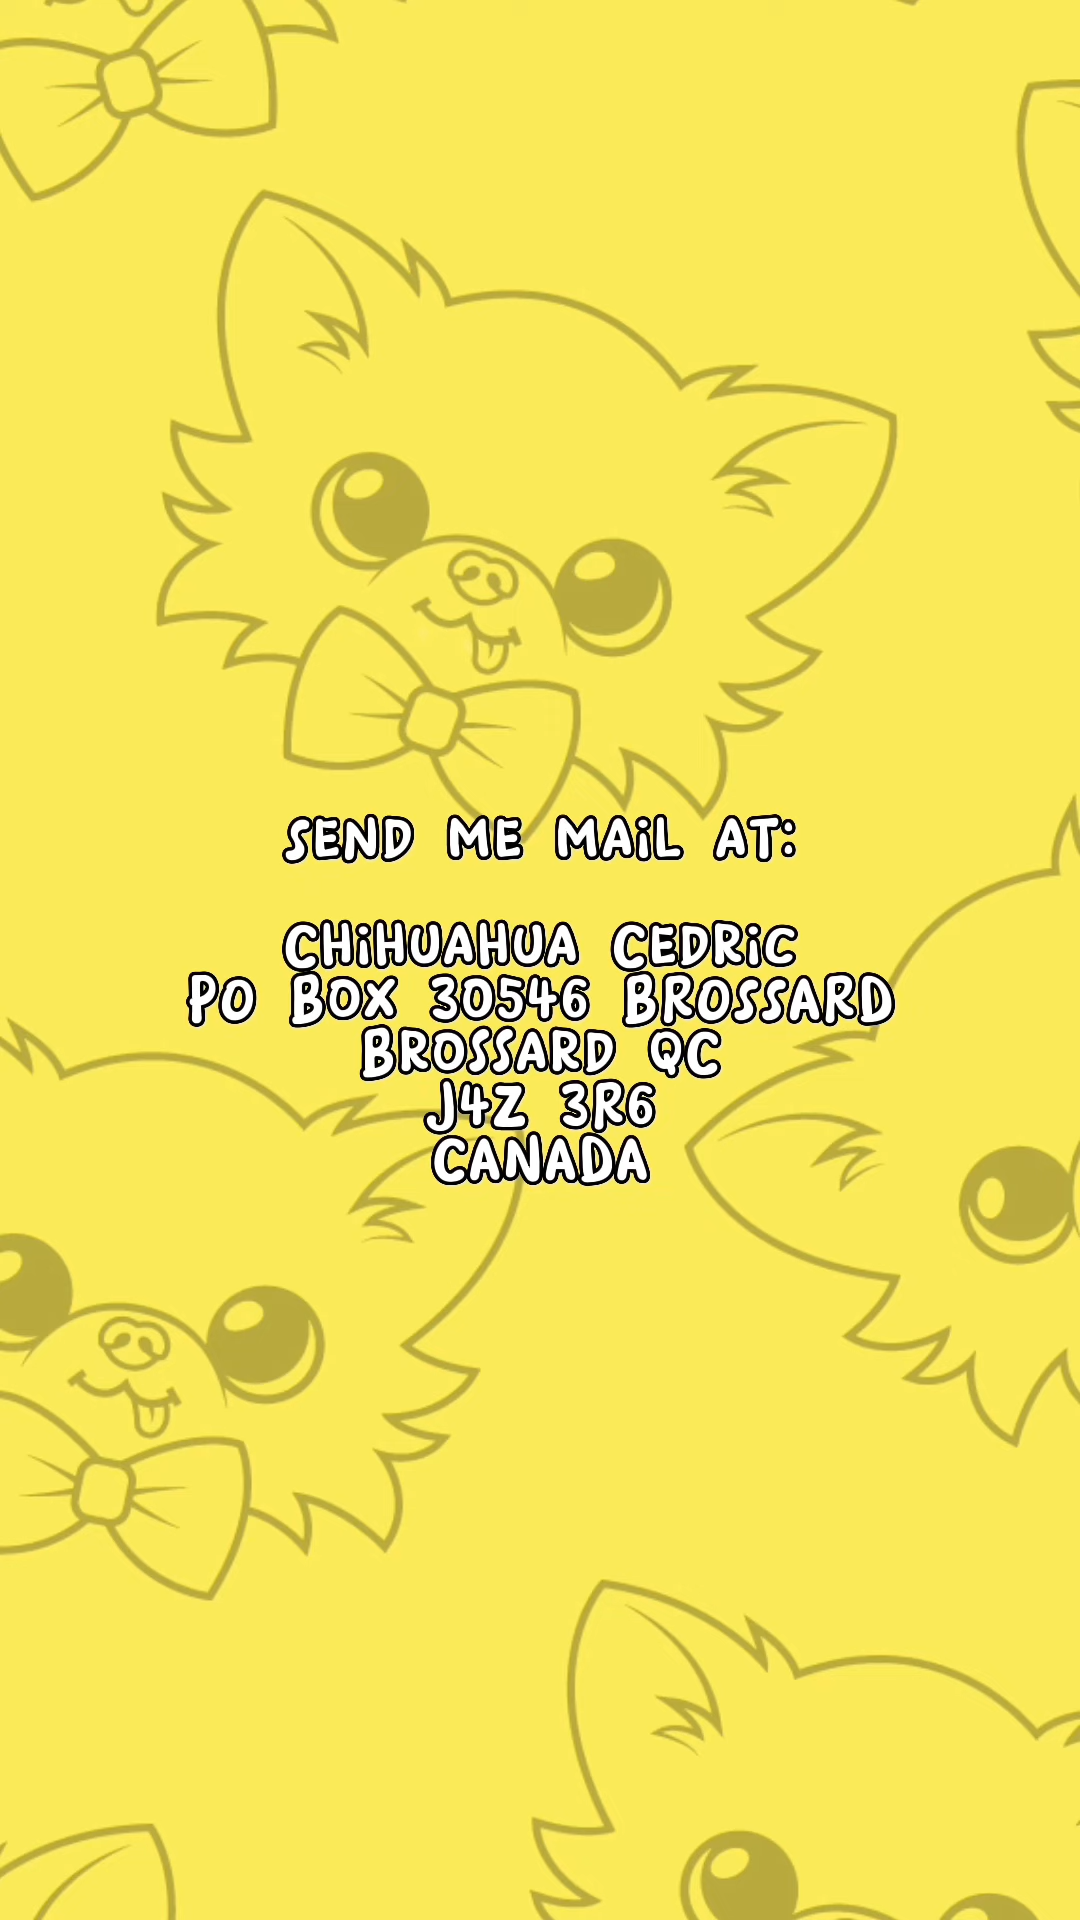 SEND ME MAiL AT:
CHiHUAHUA CEDRiC
PO BOX 30546 BROSSARD
BROSSARD QC
J4Z 3R6
CANADA